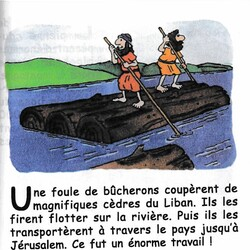 Une foule de bûcherons coupèrent de
magnifiques cèdres du Liban. Ils les
firent flotter sur la rivière. Puis ils les
transportèrent à travers le pays jusqu'à
Jérusalem. Ce fut un énorme travail !